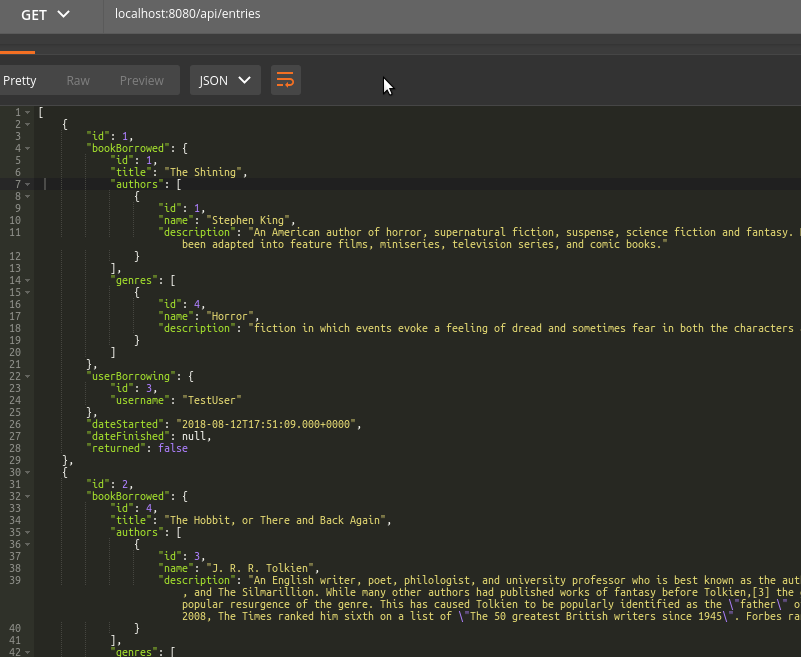 GET
localhost:8080/api/entries
Pretty Raw Preview JSON
1 [
2 {
3 "id": 1,
4 "bookBorrowed": {
5 "id": 1,
6 "title": "The Shining",
7 "authors": [
8 {
9 "id": 1,
10 "name": "Stephen King",
11 "description": "An American author of horror, supernatural fiction, suspense, science fiction and fantasy.
been adapted into feature films, miniseries, television series, and comic books."
12 }
13 ],
14 "genres": [
15 {
16 "id": 4,
17 "name": "Horror",
18 "description": "fiction in which events evoke a feeling of dread and sometimes fear in both the characters
19 }
20 ]
21 },
22 "userBorrowing": {
23 "id": 3,
24 "username": "TestUser"
25 },
26 "dateStarted": "2018-08-12T17:51:09.000+0000",
27 "dateFinished": null,
28 "returned": false
29 },
30 {
31 "id": 2,
32 "bookBorrowed": {
33 "id": 4,
34 "title": "The Hobbit, or There and Back Again",
35 "authors": [
36 {
37 "id": 3,
38 "name": "J. R. R. Tolkien",
39 "description": "An English writer, poet, philologist, and university professor who is best known as the aut
, and The Silmarillion. While many other authors had published works of fantasy before Tolkien,[3] the
popular resurgence of the genre. This has caused Tolkien to be popularly identified as the \"father\" o
2008, The Times ranked him sixth on a list of \"The 50 greatest British writers since 1945\". Forbes ra
40 }
41 ],
42 "genres": [